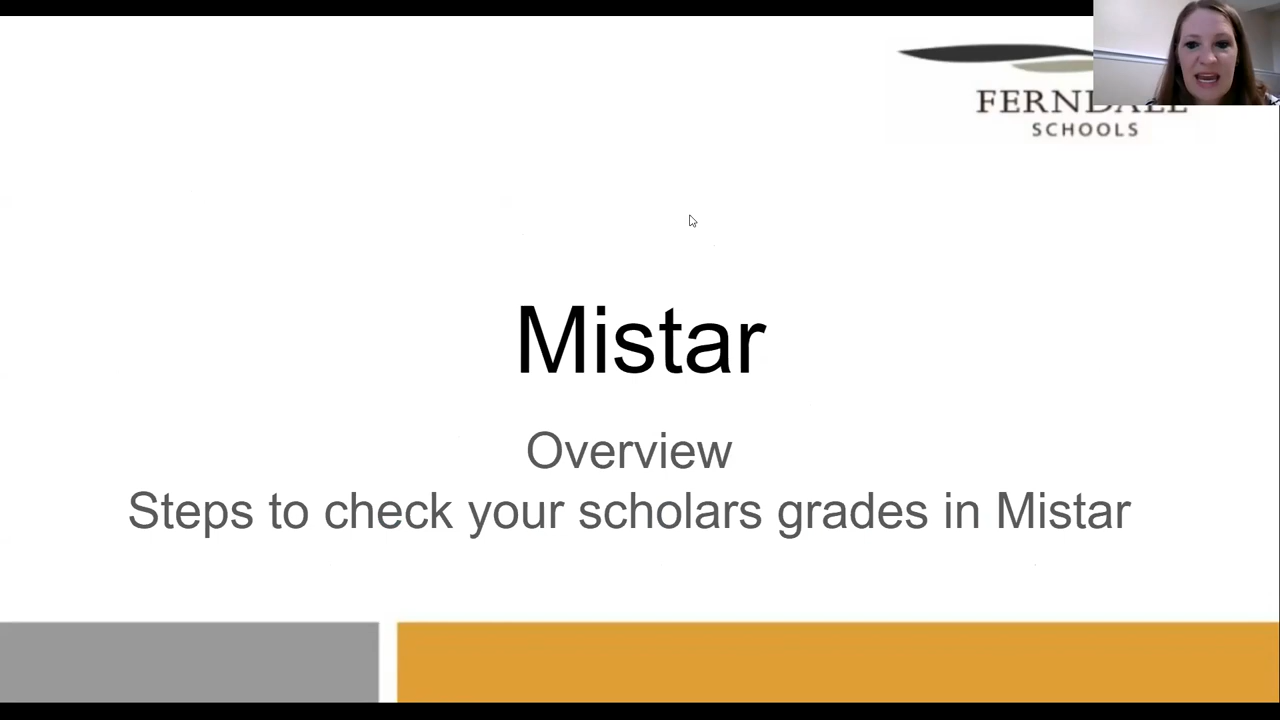 FERNDALE
SCHOOLS
Mistar
Overview
Steps to check your scholars grades in Mistar